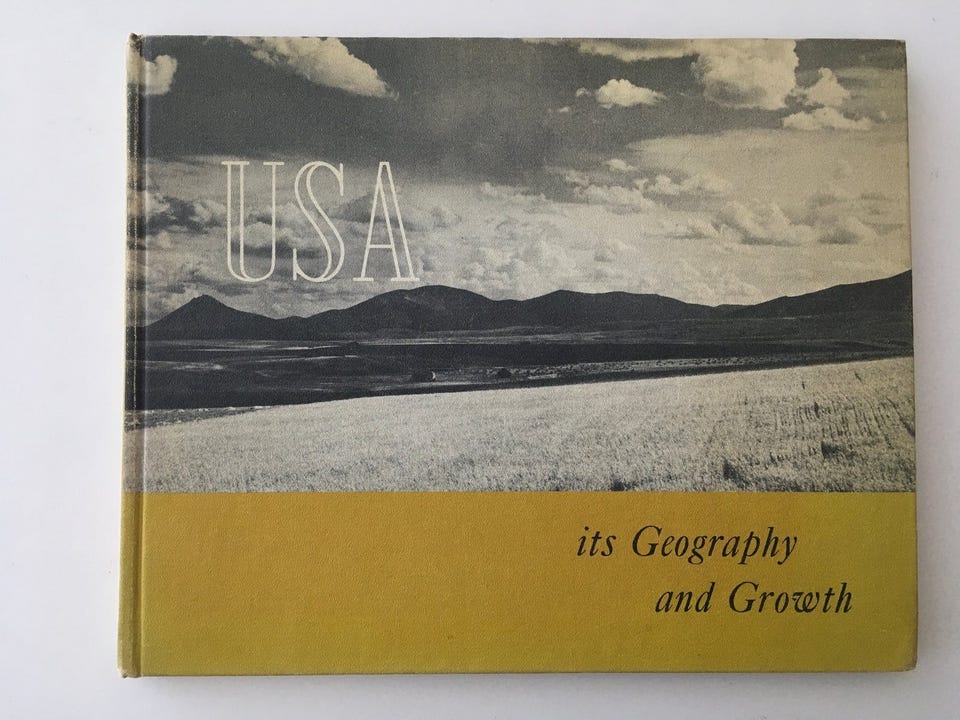 USA
its Geography
and Growth